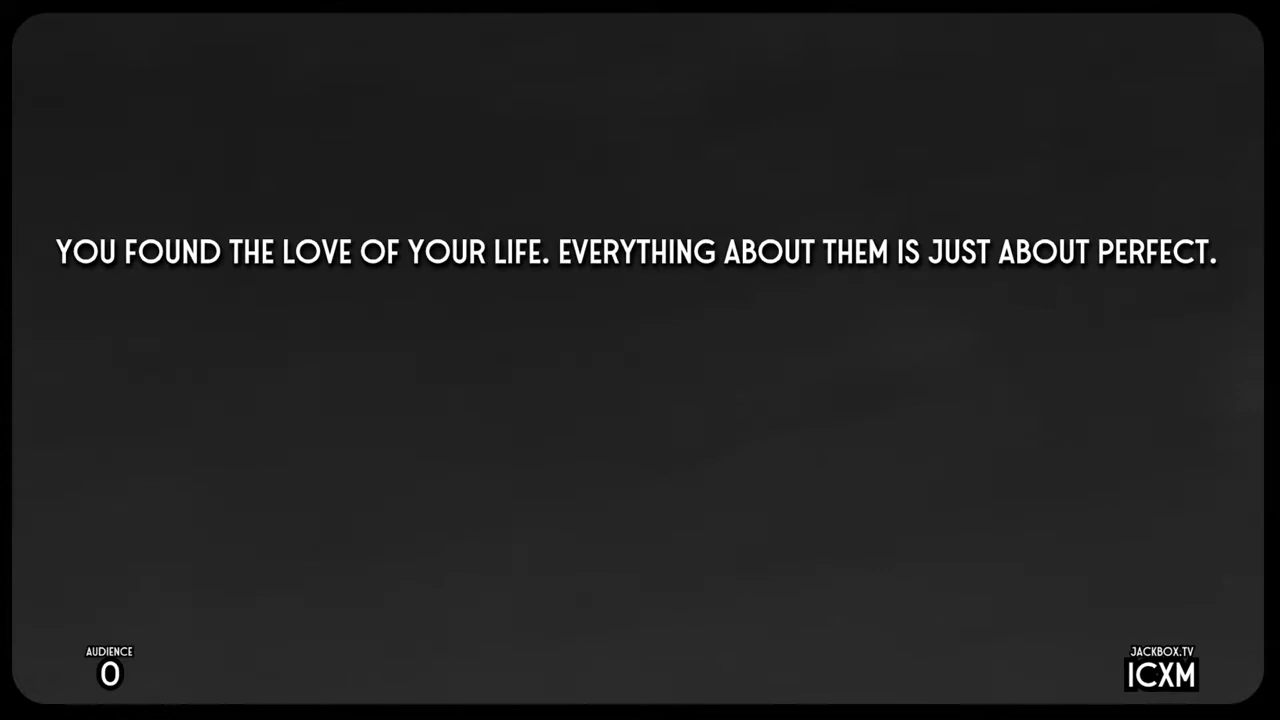 YOU FOUND THE LOVE OF YOUR LIFE. EVERYTHING ABOUT THEM IS JUST ABOUT PERFECT.
AUDIENCE
0
JACKBOX.TV
ICXM